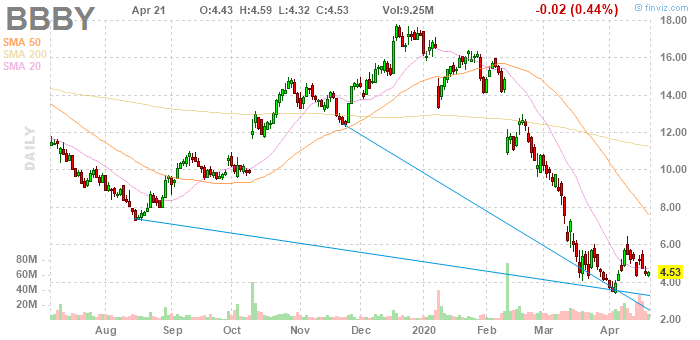 BBBY
Apr 21 O:4.43 H:4.59 L:4.32 C:4.53 Vol:9.25M -0.02 (0.44%)
© finviz.com
SMA 50
SMA 200
SMA 20
DAILY
18.00
16.00
14.00
12.00
10.00
8.00
6.00
4.53
4.00
2.00
80M
60M
40M
20M
Aug Sep Oct Nov Dec 2020 Feb Mar Apr